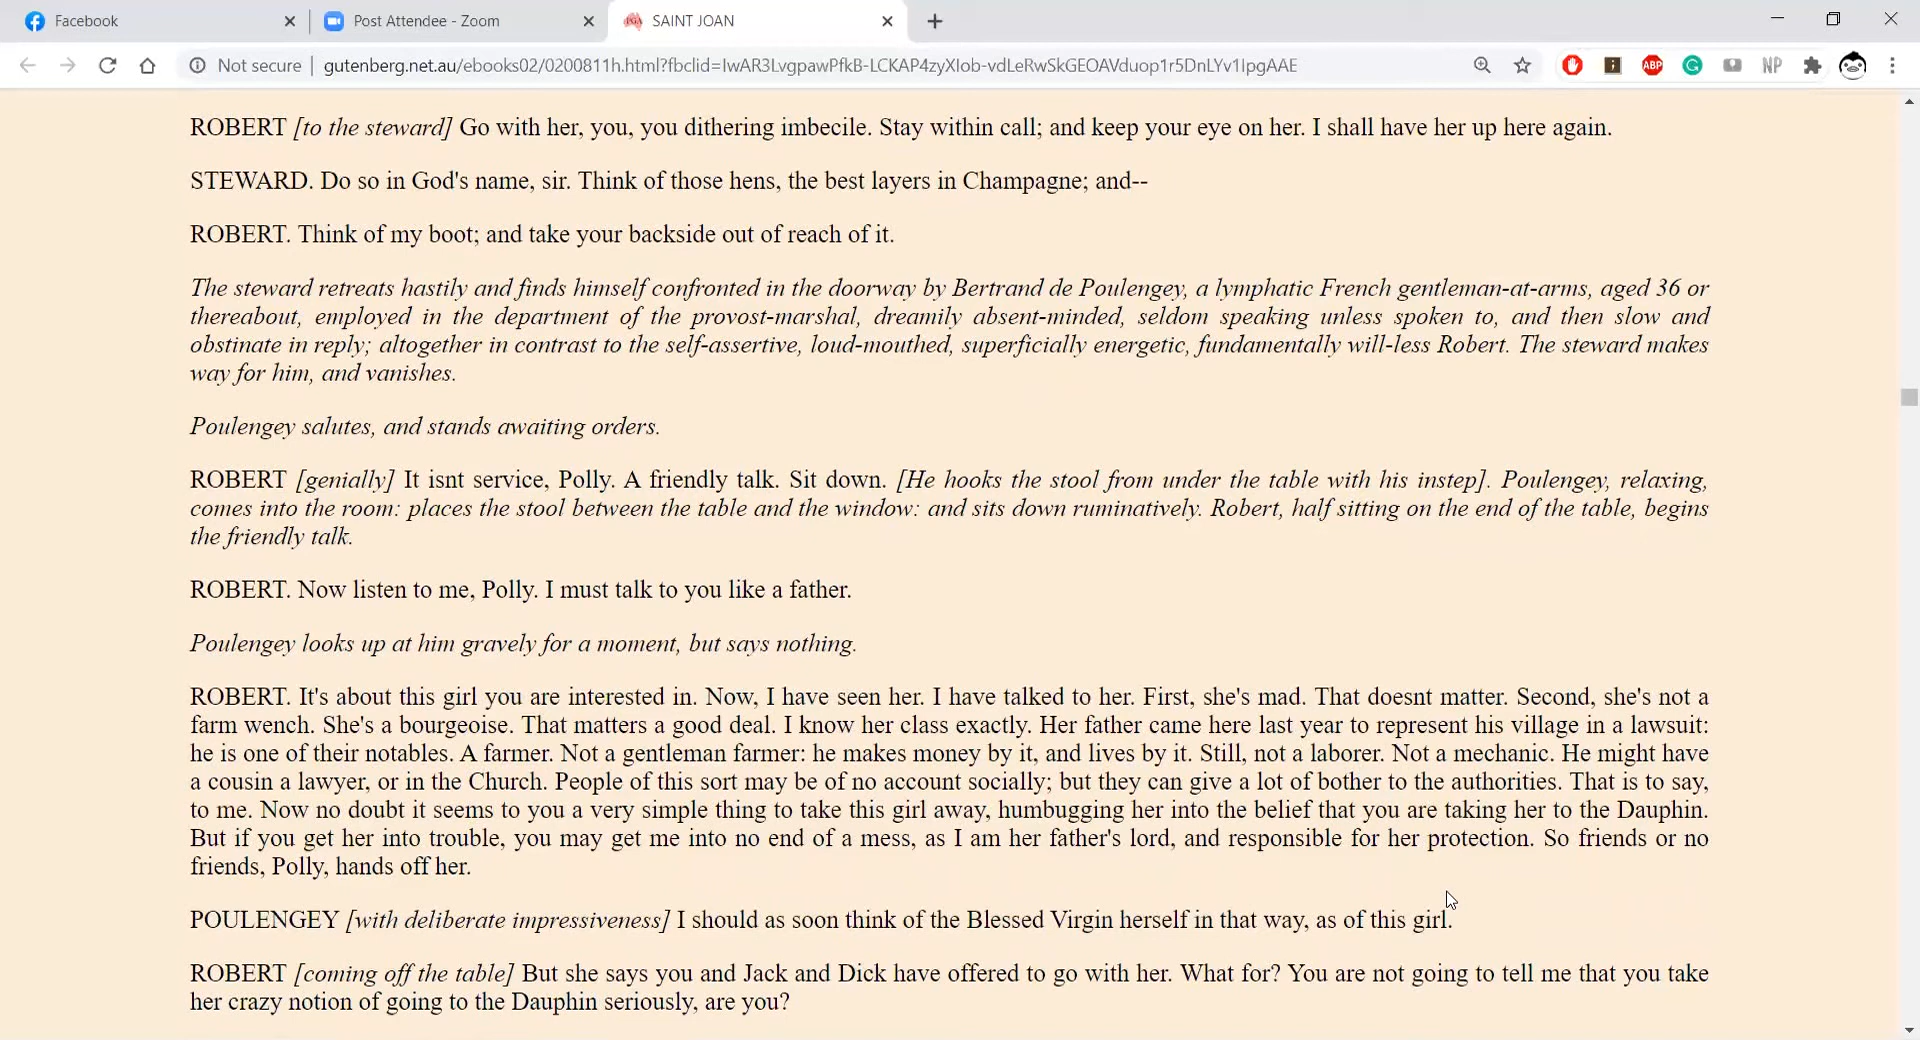 Facebook
Post Attendee - Zoom
SAINT JOAN
Not secure | gutenberg.net.au/ebooks02/0200811h.html?fbclid=IwAR3LvgpawPfkB-LCKAP4zyXIob-vdLeRwSkGEOAVduop1r5DnLYv1IpgAAE
ABP
NP
ROBERT [to the steward] Go with her, you, you dithering imbecile. Stay within call; and keep your eye on her. I shall have her up here again.
STEWARD. Do so in God's name, sir. Think of those hens, the best layers in Champagne; and--
ROBERT. Think of my boot; and take your backside out of reach of it.
The steward retreats hastily and finds himself confronted in the doorway by Bertrand de Poulengey, a lymphatic French gentleman-at-arms, aged 36 or
thereabout, employed in the department of the provost-marshal, dreamily absent-minded, seldom speaking unless spoken to, and then slow and
obstinate in reply; altogether in contrast to the self-assertive, loud-mouthed, superficially energetic, fundamentally will-less Robert. The steward makes
way for him, and vanishes.
Poulengey salutes, and stands awaiting orders.
ROBERT [genially] It isnt service, Polly. A friendly talk. Sit down. [He hooks the stool from under the table with his instep]. Poulengey, relaxing,
comes into the room: places the stool between the table and the window: and sits down ruminatively. Robert, half sitting on the end of the table, begins
the friendly talk.
ROBERT. Now listen to me, Polly. I must talk to you like a father.
Poulengey looks up at him gravely for a moment, but says nothing.
ROBERT. It's about this girl you are interested in. Now, I have seen her. I have talked to her. First, she's mad. That doesnt matter. Second, she's not a
farm wench. She's a bourgeoise. That matters a good deal. I know her class exactly. Her father came here last year to represent his village in a lawsuit:
he is one of their notables. A farmer. Not a gentleman farmer: he makes money by it, and lives by it. Still, not a laborer. Not a mechanic. He might have
a cousin a lawyer, or in the Church. People of this sort may be of no account socially; but they can give a lot of bother to the authorities. That is to say,
to me. Now no doubt it seems to you a very simple thing to take this girl away, humbugging her into the belief that you are taking her to the Dauphin.
But if you get her into trouble, you may get me into no end of a mess, as I am her father's lord, and responsible for her protection. So friends or no
friends, Polly, hands off her.
POULENGEY [with deliberate impressiveness] I should as soon think of the Blessed Virgin herself in that way, as of this girl.
ROBERT [coming off the table] But she says you and Jack and Dick have offered to go with her. What for? You are not going to tell me that you take
her crazy notion of going to the Dauphin seriously, are you?